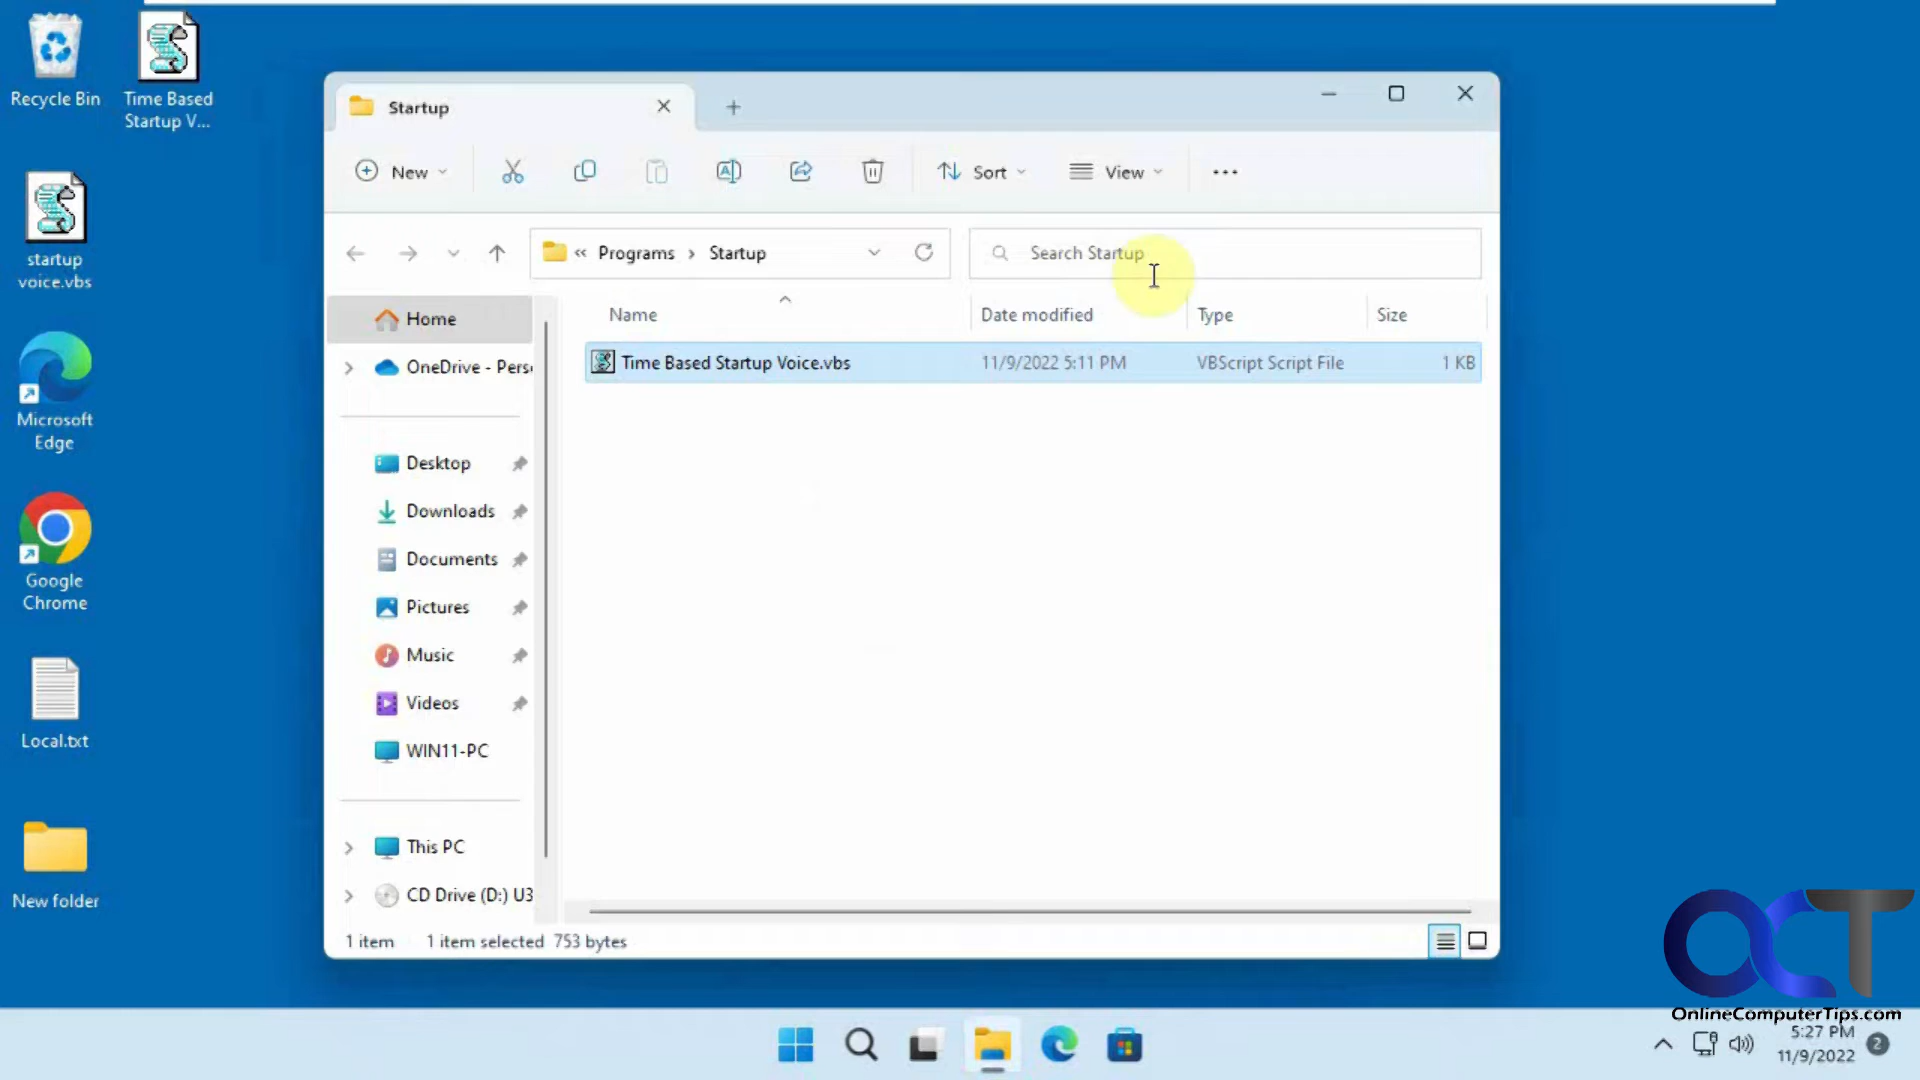 Recycle Bin
Time Based
Startup V...
startup
voice.vbs
Microsoft
Edge
Google
Chrome
Local.txt
New folder
Startup
New
Sort
View
Programs
Startup
Search Startup
Name
Date modified
Type
Size
Time Based Startup Voice.vbs
11/9/2022 5:11 PM
VBScript Script File
1 KB
Home
OneDrive - Pers
Desktop
Downloads
Documents
Pictures
Music
Videos
WIN11-PC
This PC
CD Drive (D:) U3
1 item
1 item selected 753 bytes
OCT
OnlineComputerTips.com
5:27 PM
11/9/2022
2